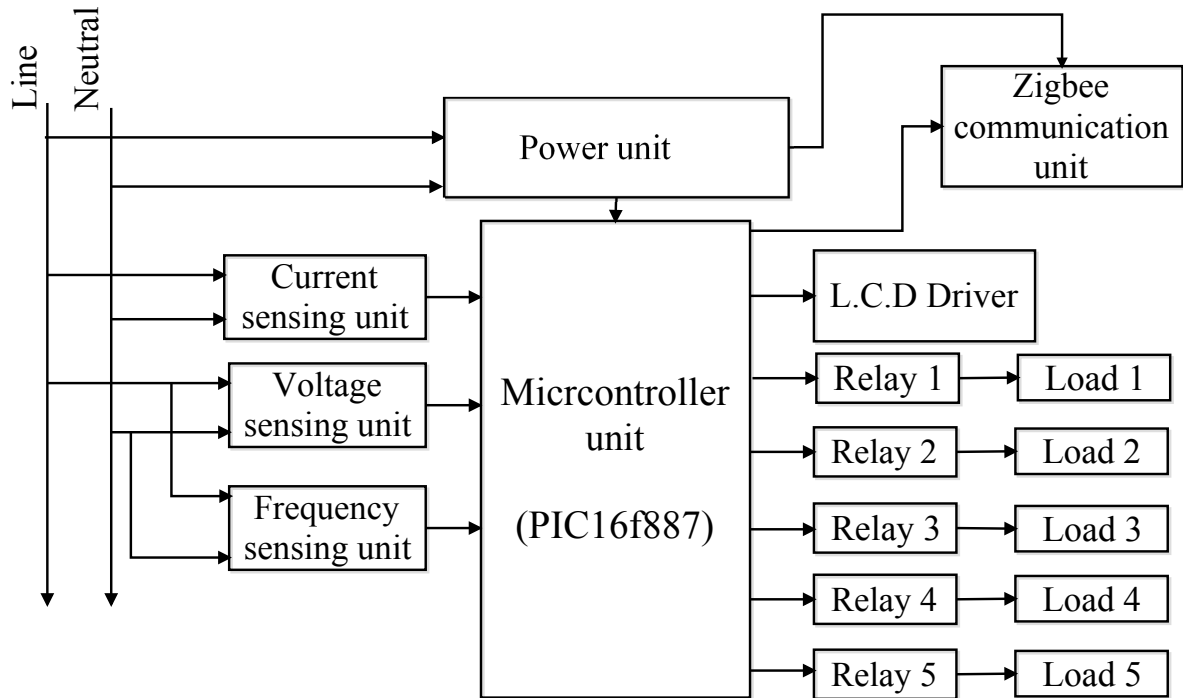 Line
Neutral
Power unit
Zigbee
communication
unit
Current
sensing unit
Voltage
sensing unit
Frequency
sensing unit
Micrcontroller
unit
(PIC16f887)
L.C.D Driver
Relay 1
Load 1
Relay 2
Load 2
Relay 3
Load 3
Relay 4
Load 4
Relay 5
Load 5